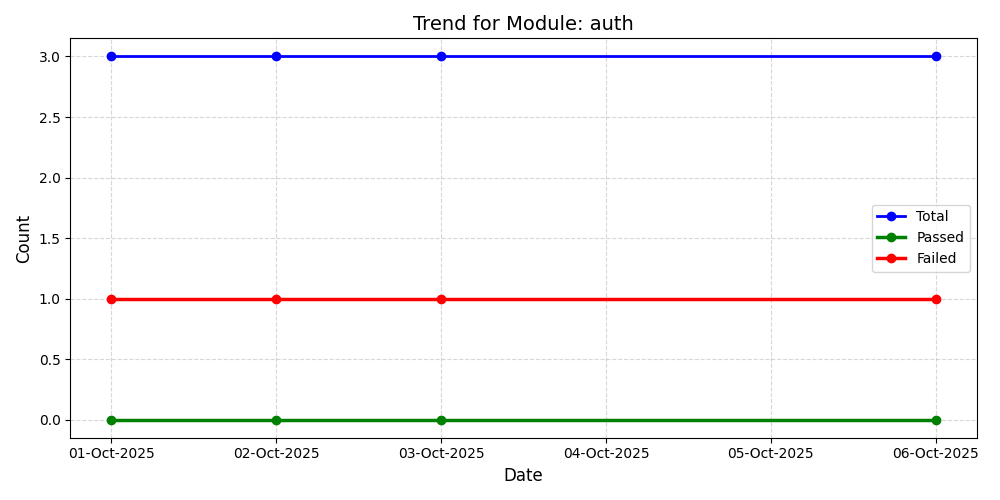 Trend for Module: auth
3.0
2.5
2.0
1.5
1.0
0.5
0.0
Count
Total
Passed
Failed
01-Oct-2025 02-Oct-2025 03-Oct-2025 04-Oct-2025 05-Oct-2025 06-Oct-2025
Date